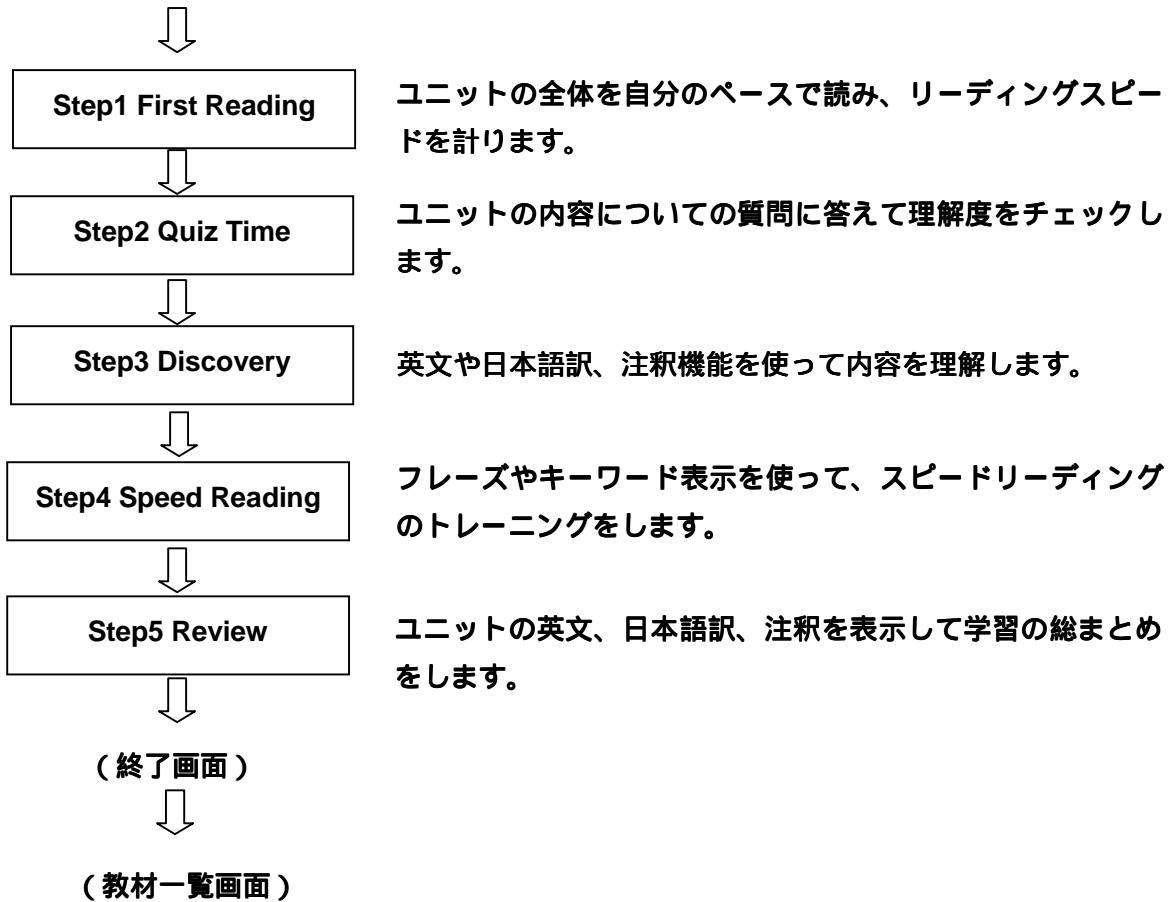 Step1 First Reading
ユニットの全体を自分のペースで読み、リーディングスピー
ドを計ります。
Step2 Quiz Time
ユニットの内容についての質問に答えて理解度をチェックし
ます。
Step3 Discovery
英文や日本語訳、注釈機能を使って内容を理解します。
Step4 Speed Reading
フレーズやキーワード表示を使って、スピードリーディング
のトレーニングをします。
Step5 Review
ユニットの英文、日本語訳、注釈を表示して学習の総まとめ
をします。
（終了画面）
（教材一覧画面）